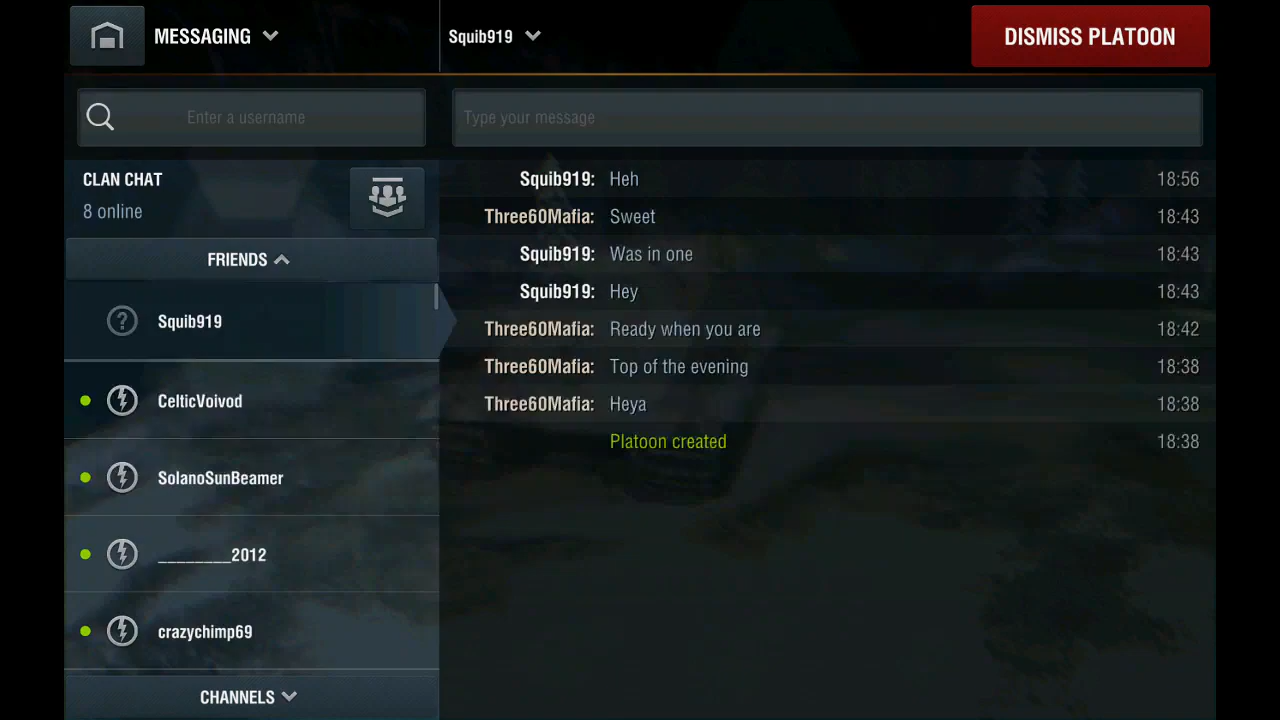 MESSAGING
Squib919
DISMISS PLATOON
Enter a username
Type your message
CLAN CHAT
8 online
FRIENDS
Squib919
CelticVoivod
SolanoSunBeamer
________2012
crazychimp69
CHANNELS
Squib919: Heh 18:56
Three60Mafia: Sweet 18:43
Squib919: Was in one 18:43
Squib919: Hey 18:43
Three60Mafia: Ready when you are 18:42
Three60Mafia: Top of the evening 18:38
Three60Mafia: Heya 18:38
Platoon created 18:38